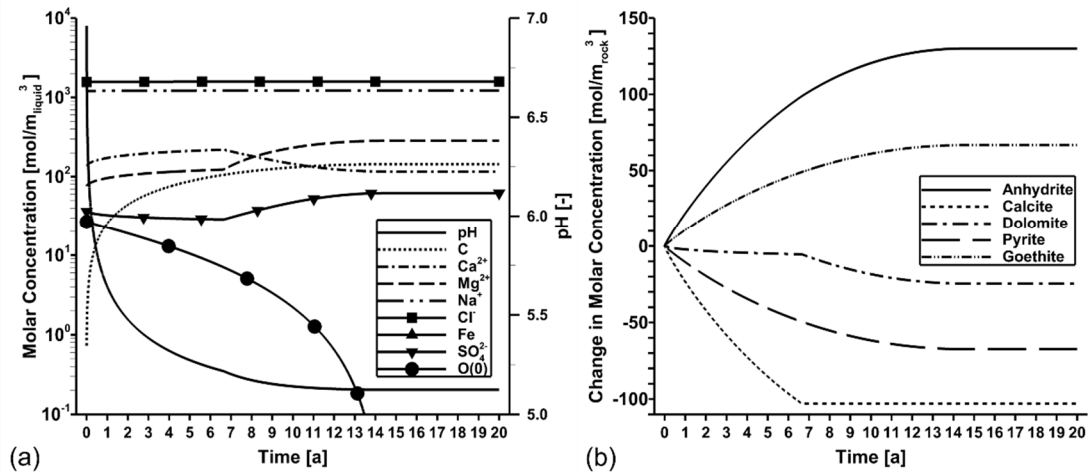 10⁴
10³
10²
10¹
10⁰
10⁻¹
Molar Concentration [mol/m³liquid]
7.0
6.5
6.0
5.5
5.0
pH [-]
pH
C
Ca²⁺
Mg²⁺
Na⁺
Cl⁻
Fe
SO₄²⁻
O(0)
0 1 2 3 4 5 6 7 8 9 10 11 12 13 14 15 16 17 18 19 20
Time [a]
(a)
150
100
50
0
-50
-100
Change in Molar Concentration [mol/m³rock]
Anhydrite
Calcite
Dolomite
Pyrite
Goethite
0 1 2 3 4 5 6 7 8 9 10 11 12 13 14 15 16 17 18 19 20
Time [a]
(b)